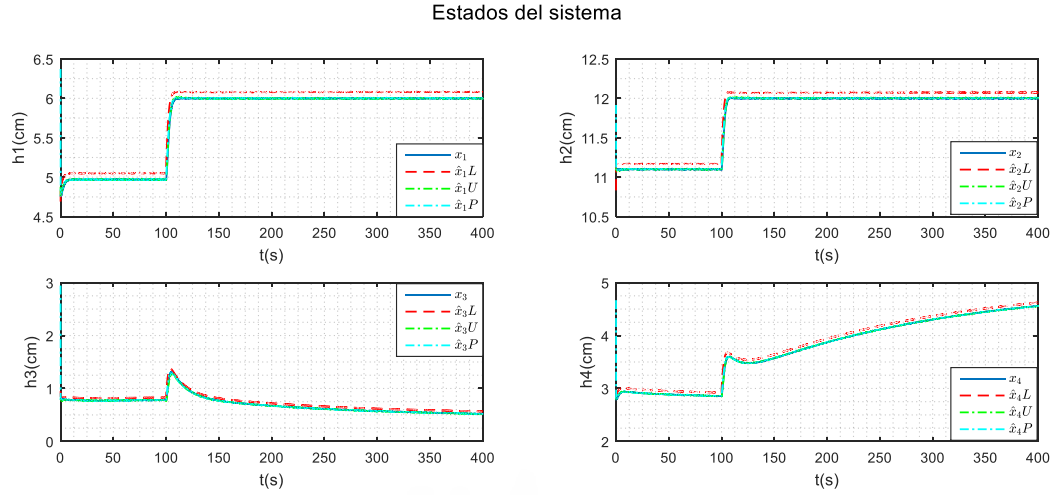 Estados del sistema
6.5
6
5.5
5
4.5
h1(cm)
0 50 100 150 200 250 300 350 400
t(s)
x₁
x̂₁L
x̂₁U
x̂₁P
12.5
12
11.5
11
10.5
h2(cm)
0 50 100 150 200 250 300 350 400
t(s)
x₂
x̂₂L
x̂₂U
x̂₂P
3
2
1
0
h3(cm)
0 50 100 150 200 250 300 350 400
t(s)
x₃
x̂₃L
x̂₃U
x̂₃P
5
4
3
2
h4(cm)
0 50 100 150 200 250 300 350 400
t(s)
x₄
x̂₄L
x̂₄U
x̂₄P